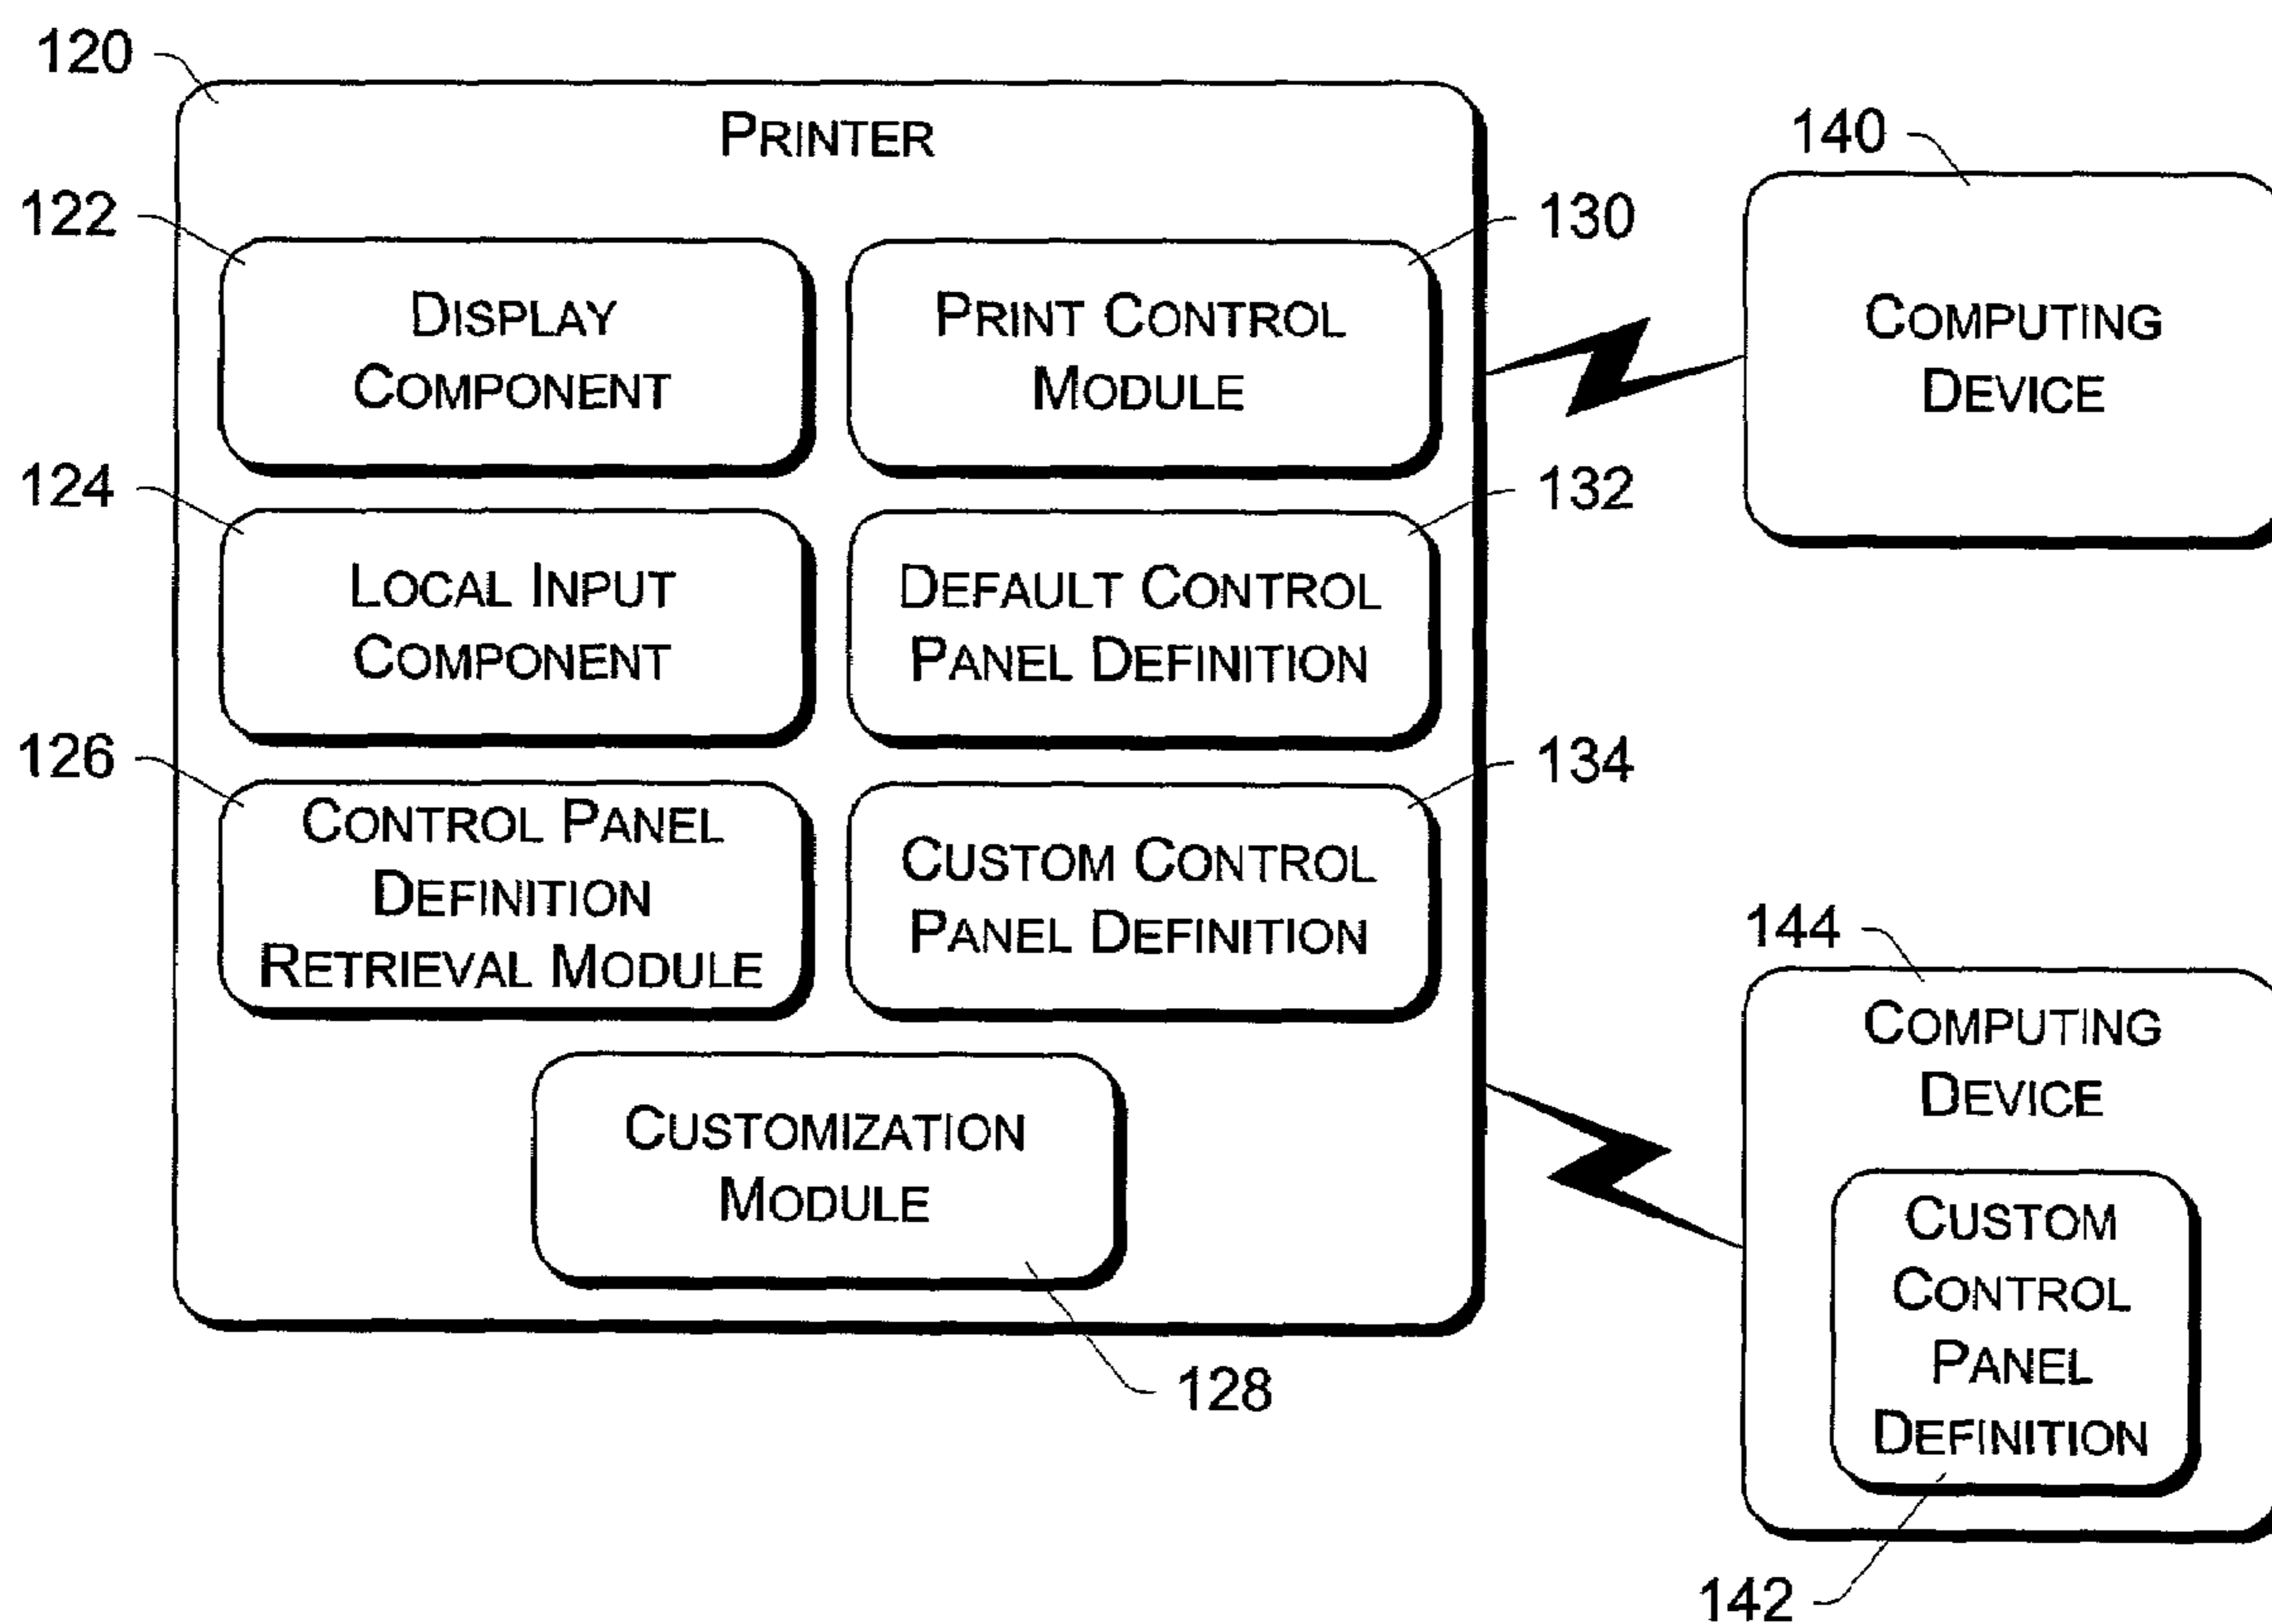 120
PRINTER
122
DISPLAY
COMPONENT
130
PRINT CONTROL
MODULE
124
LOCAL INPUT
COMPONENT
132
DEFAULT CONTROL
PANEL DEFINITION
126
CONTROL PANEL
DEFINITION
RETRIEVAL MODULE
134
CUSTOM CONTROL
PANEL DEFINITION
CUSTOMIZATION
MODULE
128
140
COMPUTING
DEVICE
144
COMPUTING
DEVICE
CUSTOM
CONTROL
PANEL
DEFINITION
142